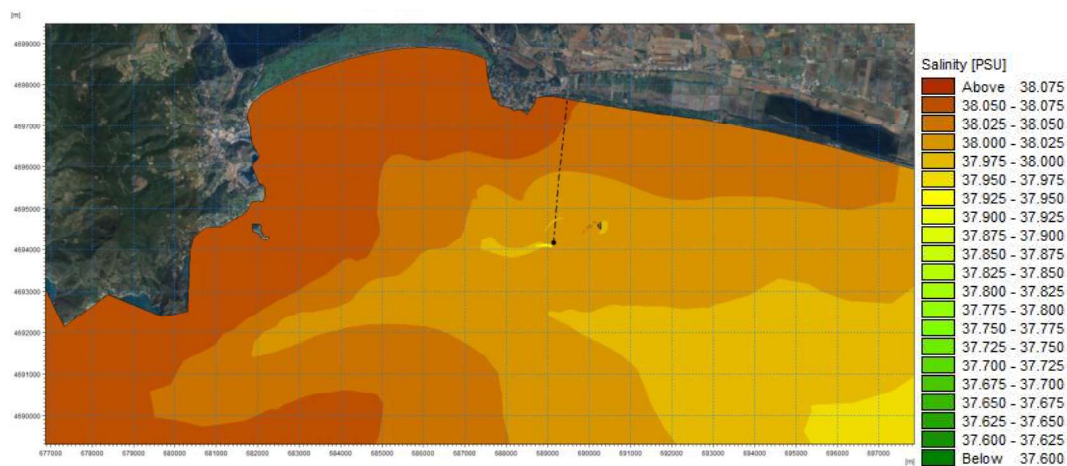 [m]
4699000
4698000
4697000
4696000
4695000
4694000
4693000
4692000
4691000
4690000
677000 678000 679000 680000 681000 682000 683000 684000 685000 686000 687000 688000 689000 690000 691000 692000 693000 694000 695000 696000 697000
[m]
Salinity [PSU]
Above 38.075
38.050 - 38.075
38.025 - 38.050
38.000 - 38.025
37.975 - 38.000
37.950 - 37.975
37.925 - 37.950
37.900 - 37.925
37.875 - 37.900
37.850 - 37.875
37.825 - 37.850
37.800 - 37.825
37.775 - 37.800
37.750 - 37.775
37.725 - 37.750
37.700 - 37.725
37.675 - 37.700
37.650 - 37.675
37.625 - 37.650
37.600 - 37.625
Below 37.600